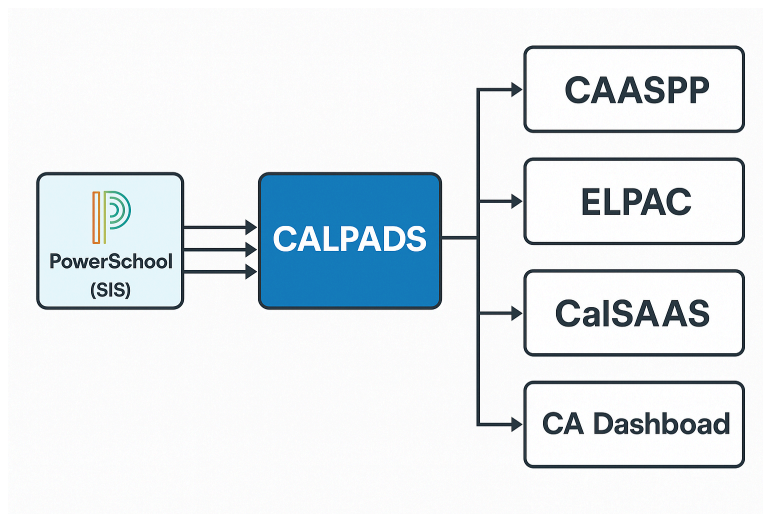 PowerSchool
(SIS)
CALPADS
CAASPP
ELPAC
CalSAAS
CA Dashboad